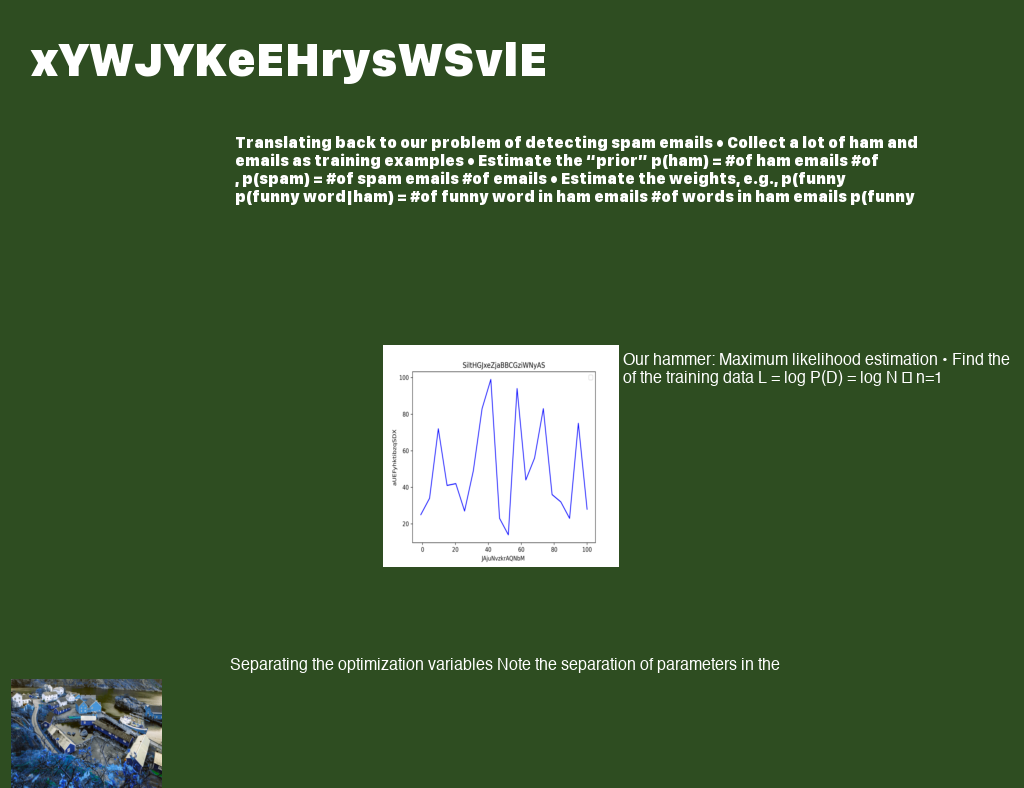 xYWJYKeEHrysWSvlE
Translating back to our problem of detecting spam emails • Collect a lot of ham and
emails as training examples • Estimate the “prior” p(ham) = #of ham emails #of
, p(spam) = #of spam emails #of emails • Estimate the weights, e.g., p(funny
p(funny word|ham) = #of funny word in ham emails #of words in ham emails p(funny
SiltHGJxeZjaBBCGziWNyAS
100
80
60
40
20
0 20 40 60 80 100
JAjuNvzkrAQNbM
Our hammer: Maximum likelihood estimation • Find the
of the training data L = log P(D) = log N n=1
Separating the optimization variables Note the separation of parameters in the